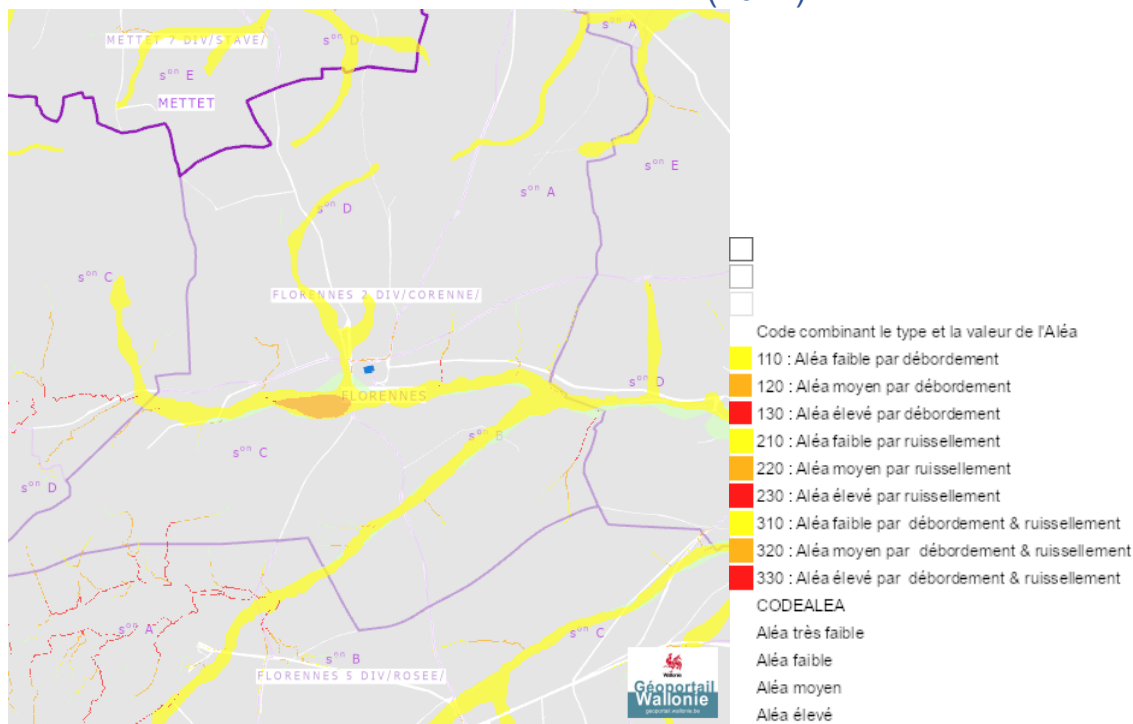 METTET 7 DIV/STAVE/
sᵒⁿ D
sᵒⁿ A
sᵒⁿ E
METTET
sᵒⁿ E
sᵒⁿ A
sᵒⁿ D
sᵒⁿ C
FLORENNES 2 DIV/CORENNE/
sᵒⁿ D
FLORENNES
sᵒⁿ B
sᵒⁿ C
sᵒⁿ D
sᵒⁿ A
sᵒⁿ C
sᵒⁿ B
FLORENNES 5 DIV/ROSEE/
Wallonie
Géoportail
Wallonie
geoportail.wallonie.be
Code combinant le type et la valeur de l'Aléa
110 : Aléa faible par débordement
120 : Aléa moyen par débordement
130 : Aléa élevé par débordement
210 : Aléa faible par ruissellement
220 : Aléa moyen par ruissellement
230 : Aléa élevé par ruissellement
310 : Aléa faible par débordement & ruissellement
320 : Aléa moyen par débordement & ruissellement
330 : Aléa élevé par débordement & ruissellement
CODEALEA
Aléa très faible
Aléa faible
Aléa moyen
Aléa élevé